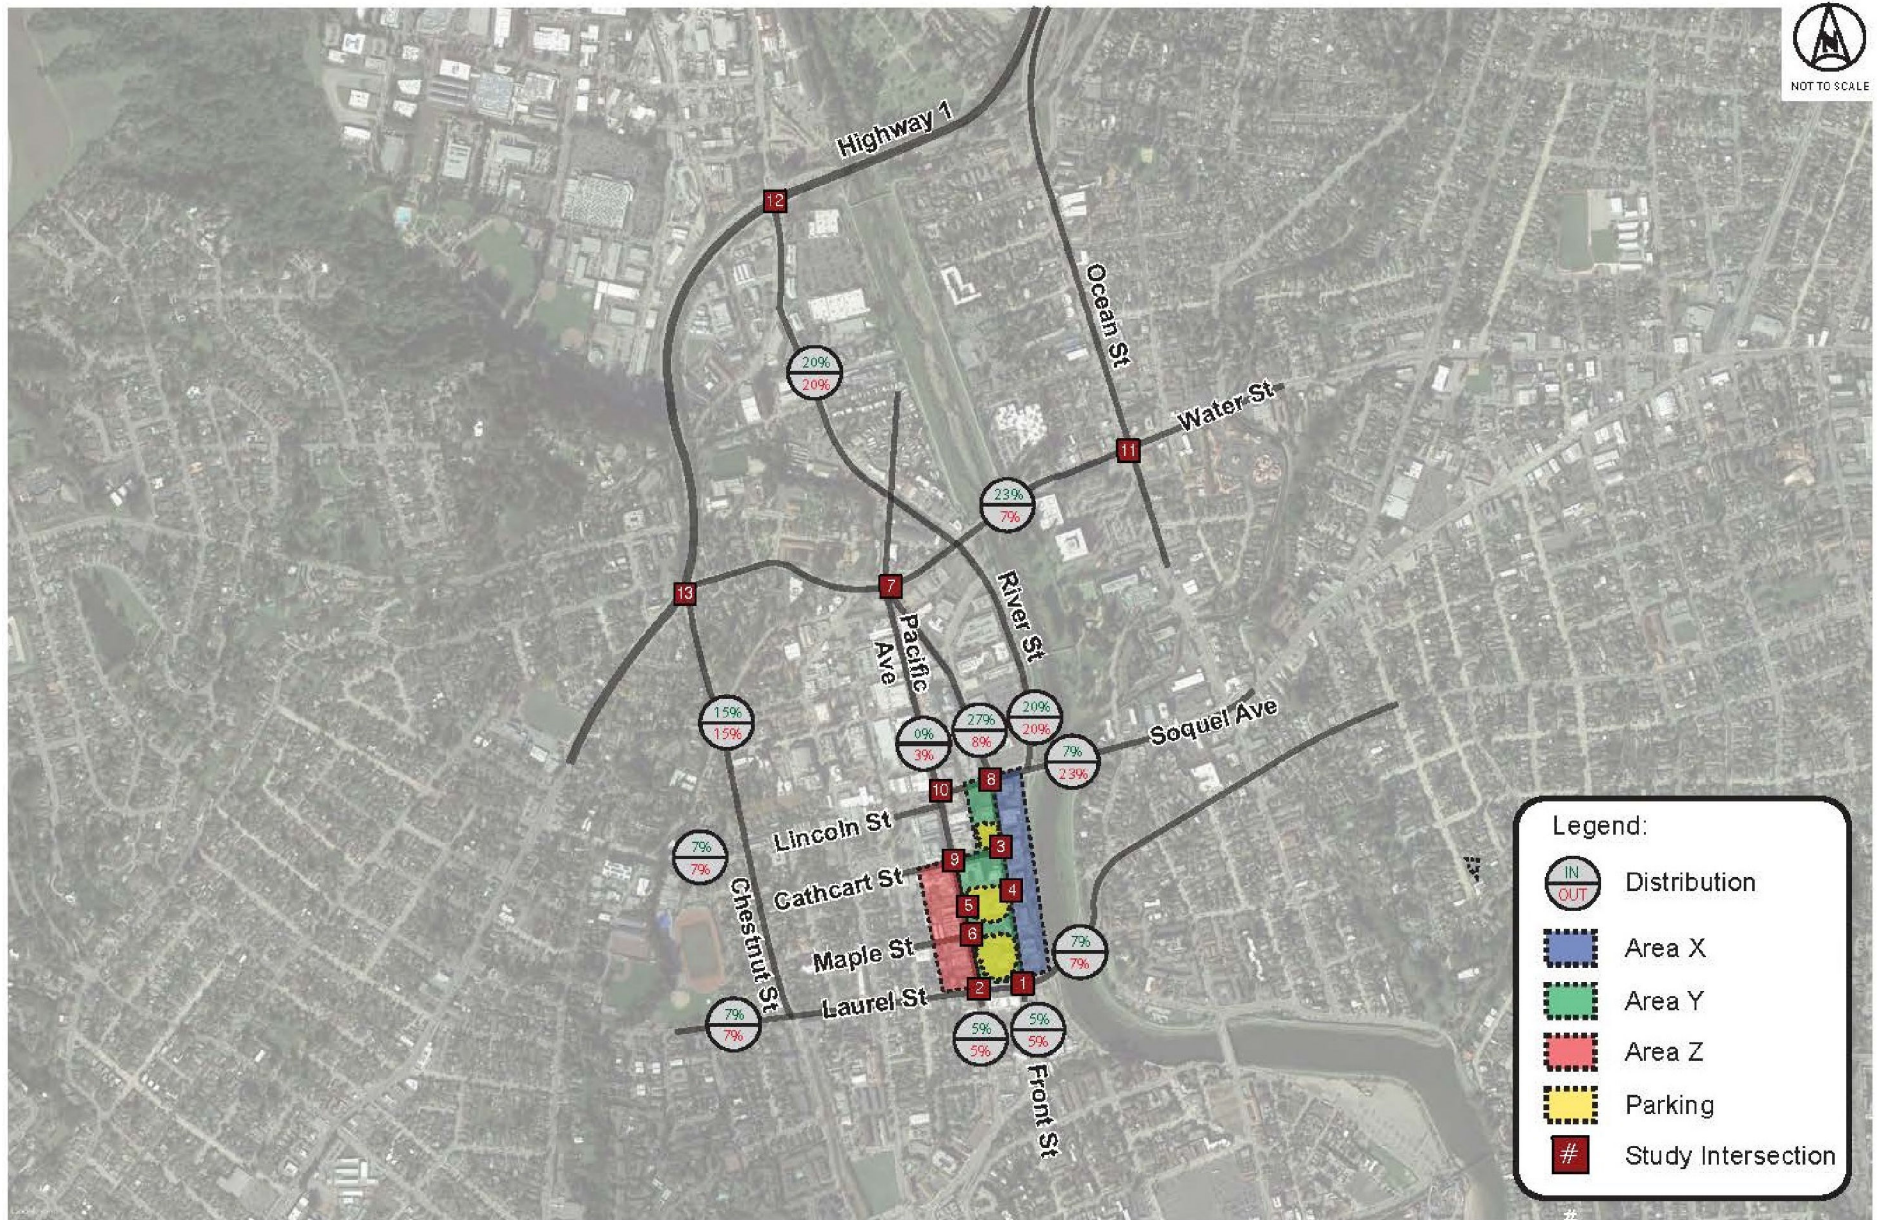 N
NOT TO SCALE
Highway 1
12
Ocean St
20%
20%
Water St
11
23%
7%
7
13
River St
Pacific
Ave
15%
15%
0%
3%
27%
8%
20%
20%
7%
23%
Soquel Ave
8
10
Lincoln St
3
9
7%
7%
Cathcart St
4
5
Chestnut St
6
Maple St
7%
7%
2
1
Laurel St
7%
7%
5%
5%
5%
5%
Front St
Legend:
IN
OUT
Distribution
Area X
Area Y
Area Z
Parking
#
Study Intersection
#